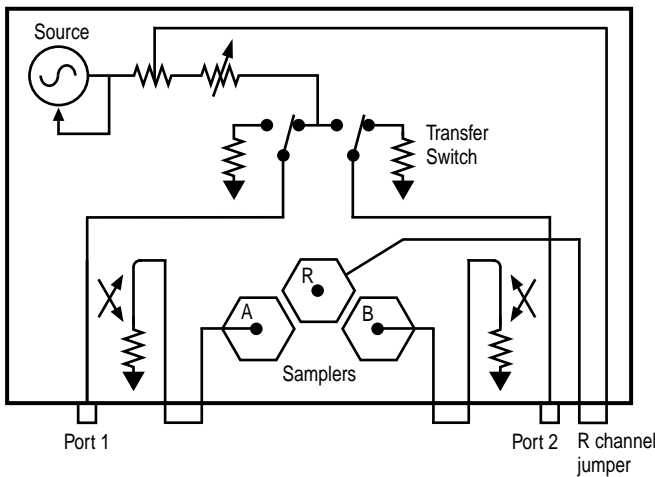 Source
Transfer
Switch
R
A
B
Samplers
Port 1
Port 2
R channel
jumper